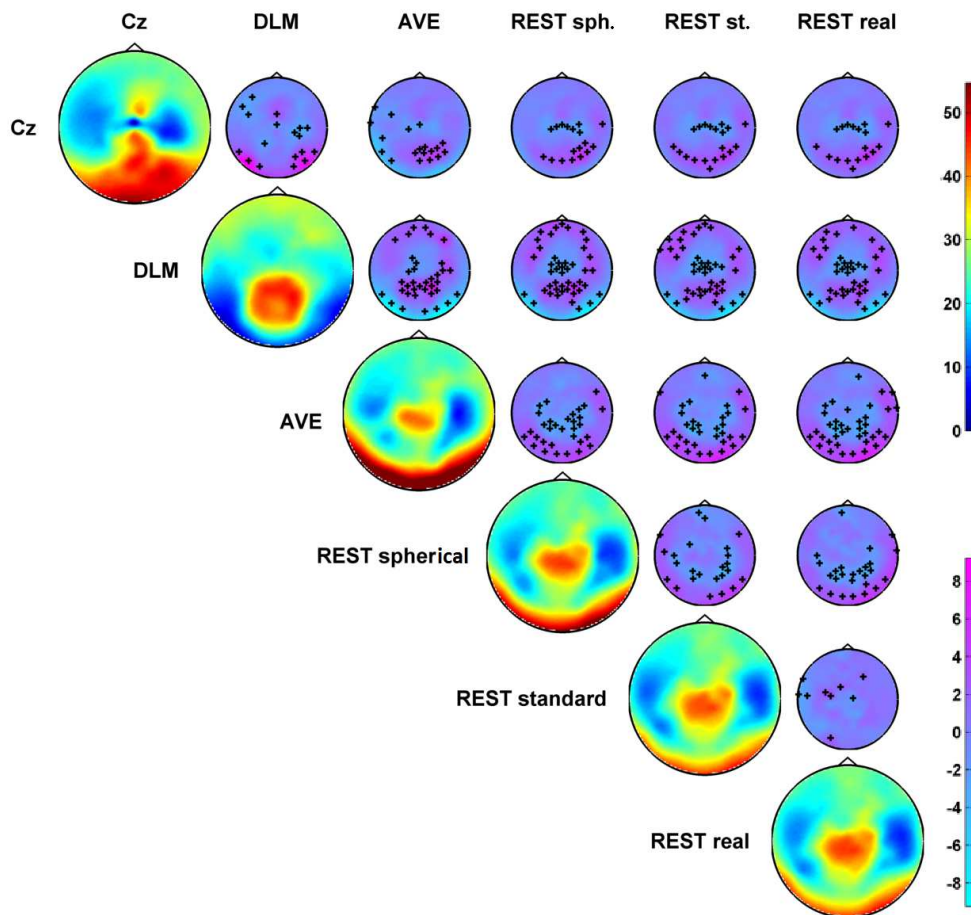 Cz DLM AVE REST sph. REST st. REST real
Cz
DLM
AVE
REST spherical
REST standard
REST real
50
40
30
20
10
0
8
6
4
2
0
-2
-4
-6
-8